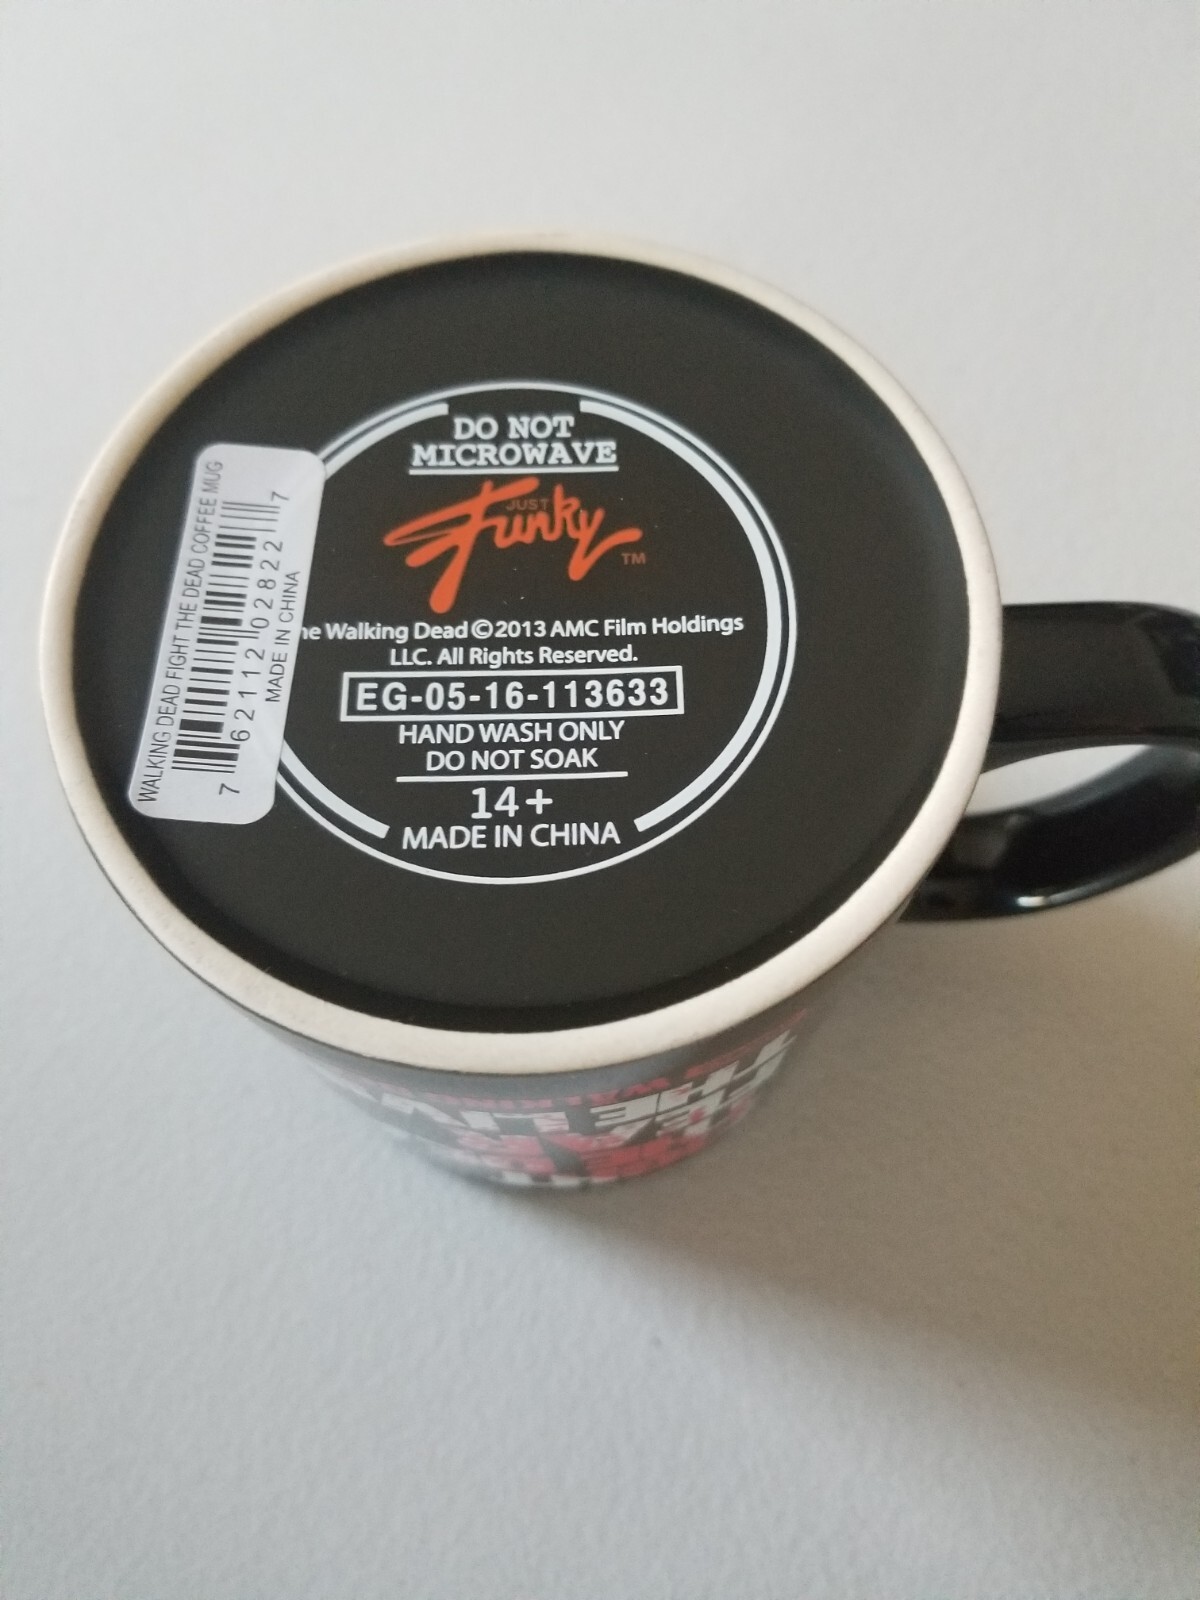 DO NOT
MICROWAVE
JUST
Funky
TM
he Walking Dead ©2013 AMC Film Holdings
LLC. All Rights Reserved.
EG-05-16-113633
HAND WASH ONLY
DO NOT SOAK
14+
MADE IN CHINA
WALKING DEAD FIGHT THE DEAD COFFEE MUG
7 62112 02822 7
MADE IN CHINA
THE